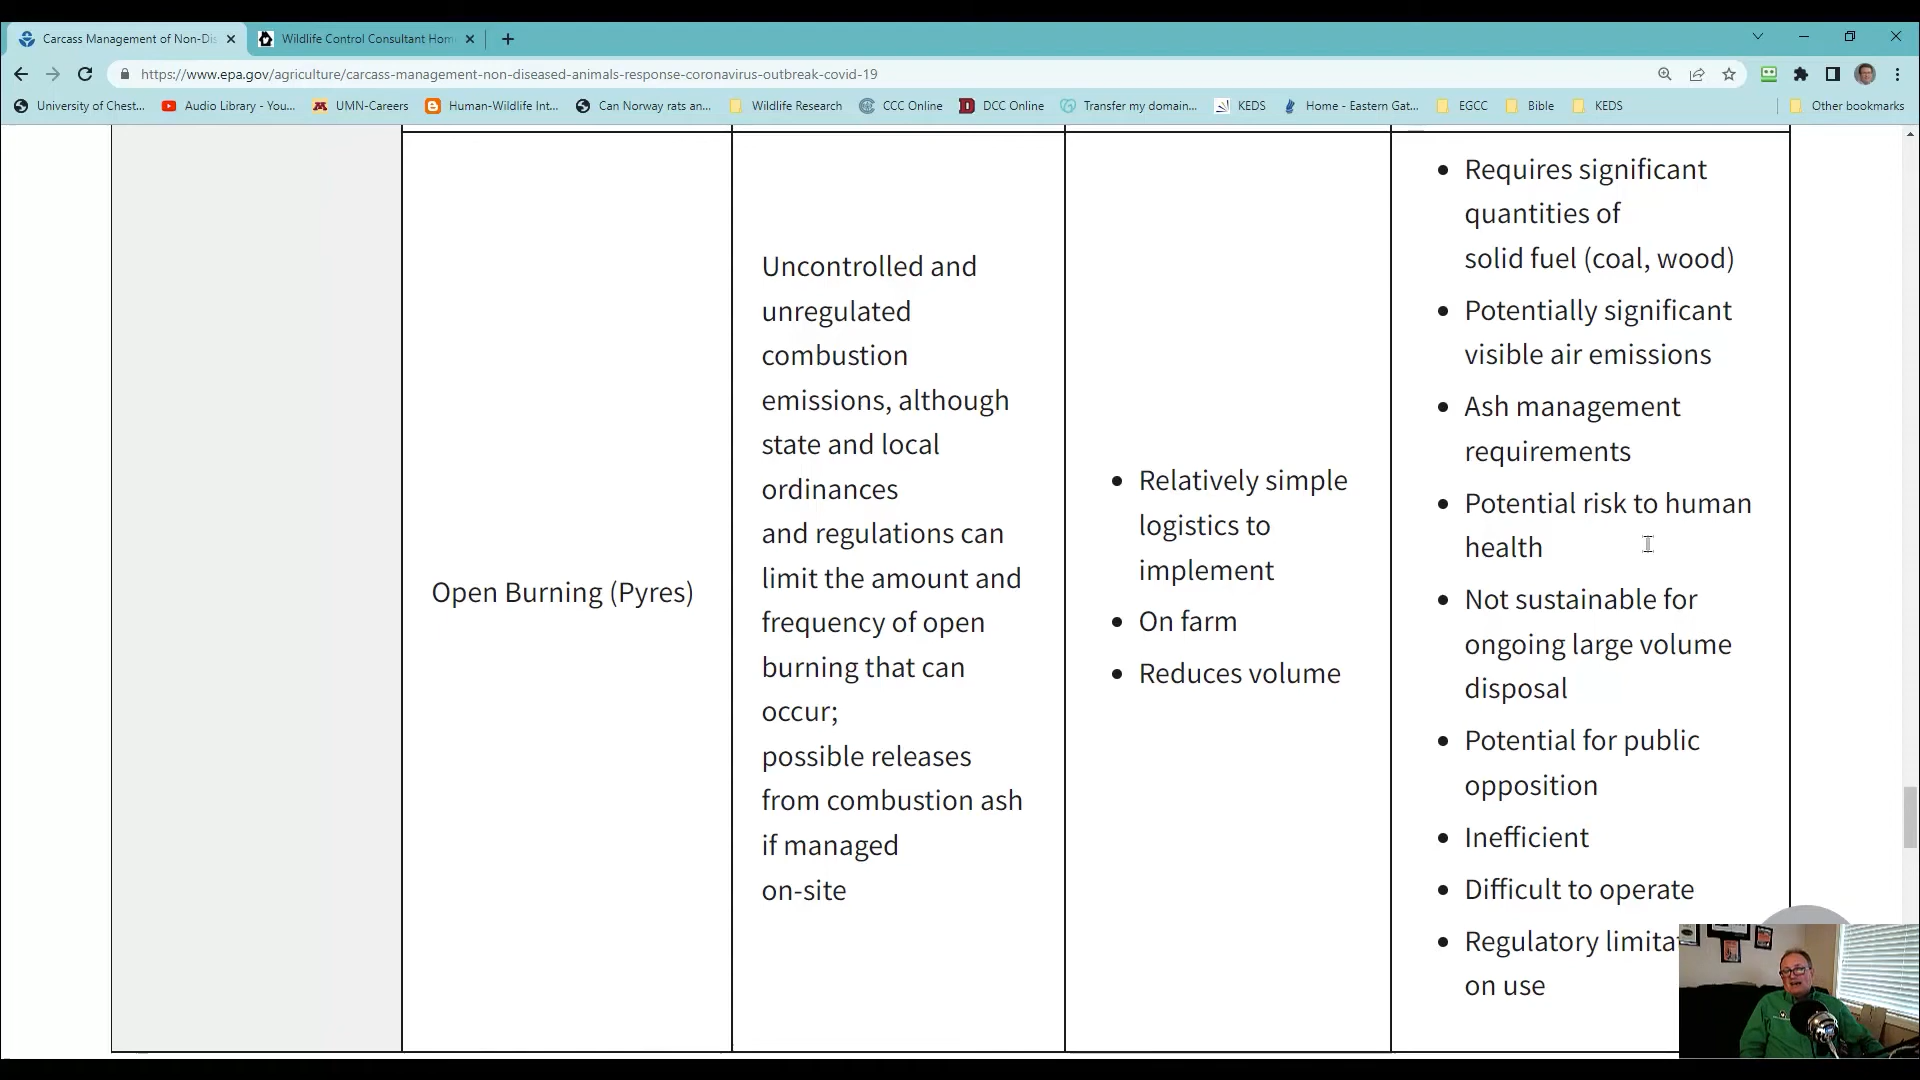 Carcass Management of Non-Dis
Wildlife Control Consultant Hom
https://www.epa.gov/agriculture/carcass-management-non-diseased-animals-response-coronavirus-outbreak-covid-19
University of Chest...
Audio Library - You...
UMN-Careers
Human-Wildlife Int...
Can Norway rats an...
Wildlife Research
CCC Online
DCC Online
Transfer my domain...
KEDS
Home - Eastern Gat...
EGCC
Bible
KEDS
Other bookmarks
Open Burning (Pyres)
Uncontrolled and
unregulated
combustion
emissions, although
state and local
ordinances
and regulations can
limit the amount and
frequency of open
burning that can
occur;
possible releases
from combustion ash
if managed
on-site
• Relatively simple
logistics to
implement
• On farm
• Reduces volume
• Requires significant
quantities of
solid fuel (coal, wood)
• Potentially significant
visible air emissions
• Ash management
requirements
• Potential risk to human
health
• Not sustainable for
ongoing large volume
disposal
• Potential for public
opposition
• Inefficient
• Difficult to operate
• Regulatory limita
on use